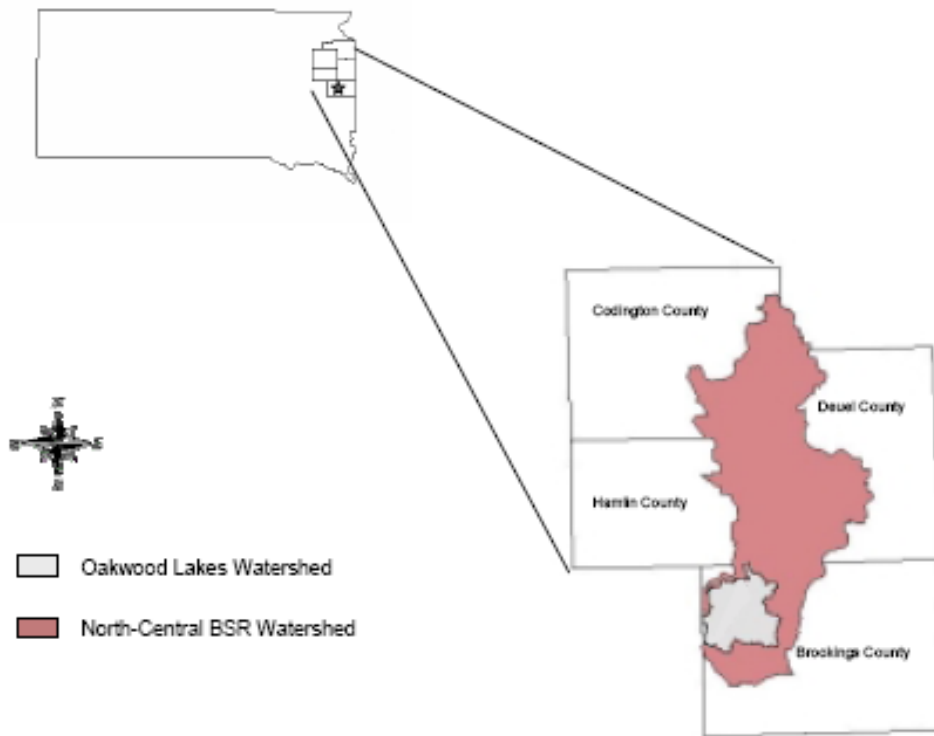 Codington County
Deuel County
Hamlin County
Oakwood Lakes Watershed
North-Central BSR Watershed
Brookings County